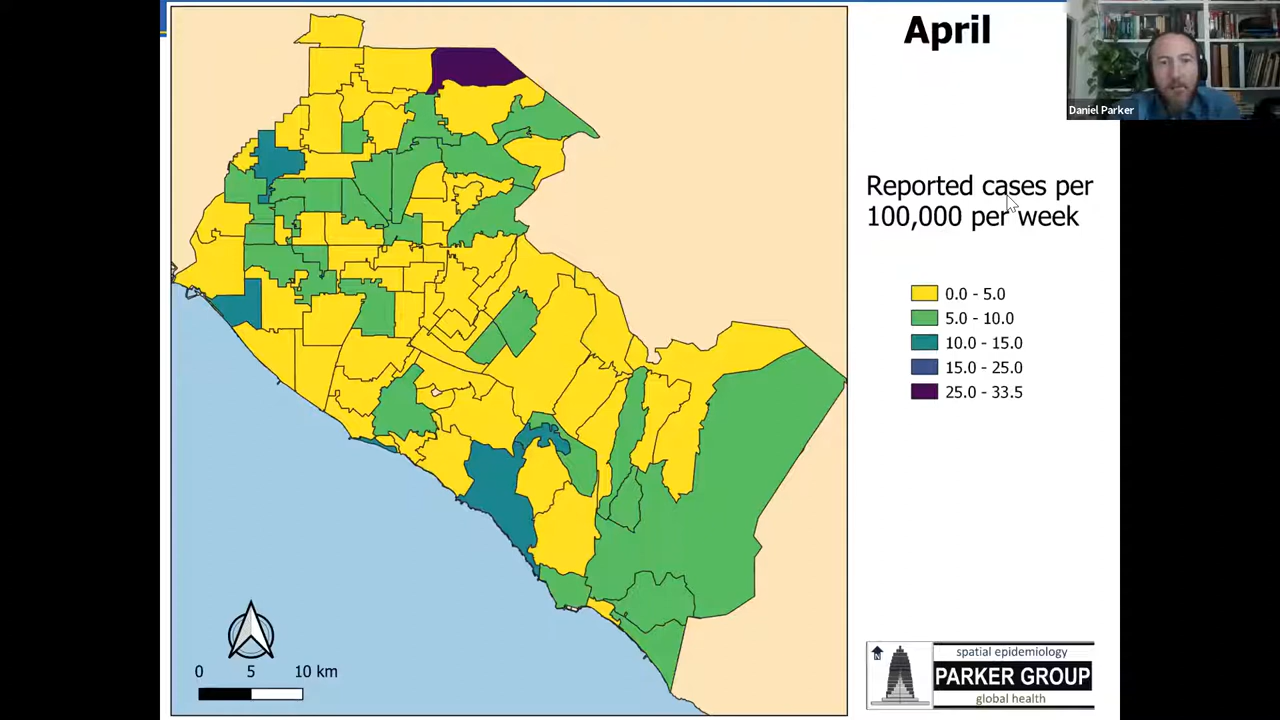 April
Daniel Parker
Reported cases per
100,000 per week
0.0 - 5.0
5.0 - 10.0
10.0 - 15.0
15.0 - 25.0
25.0 - 33.5
0 5 10 km
N
spatial epidemiology
PARKER GROUP
global health